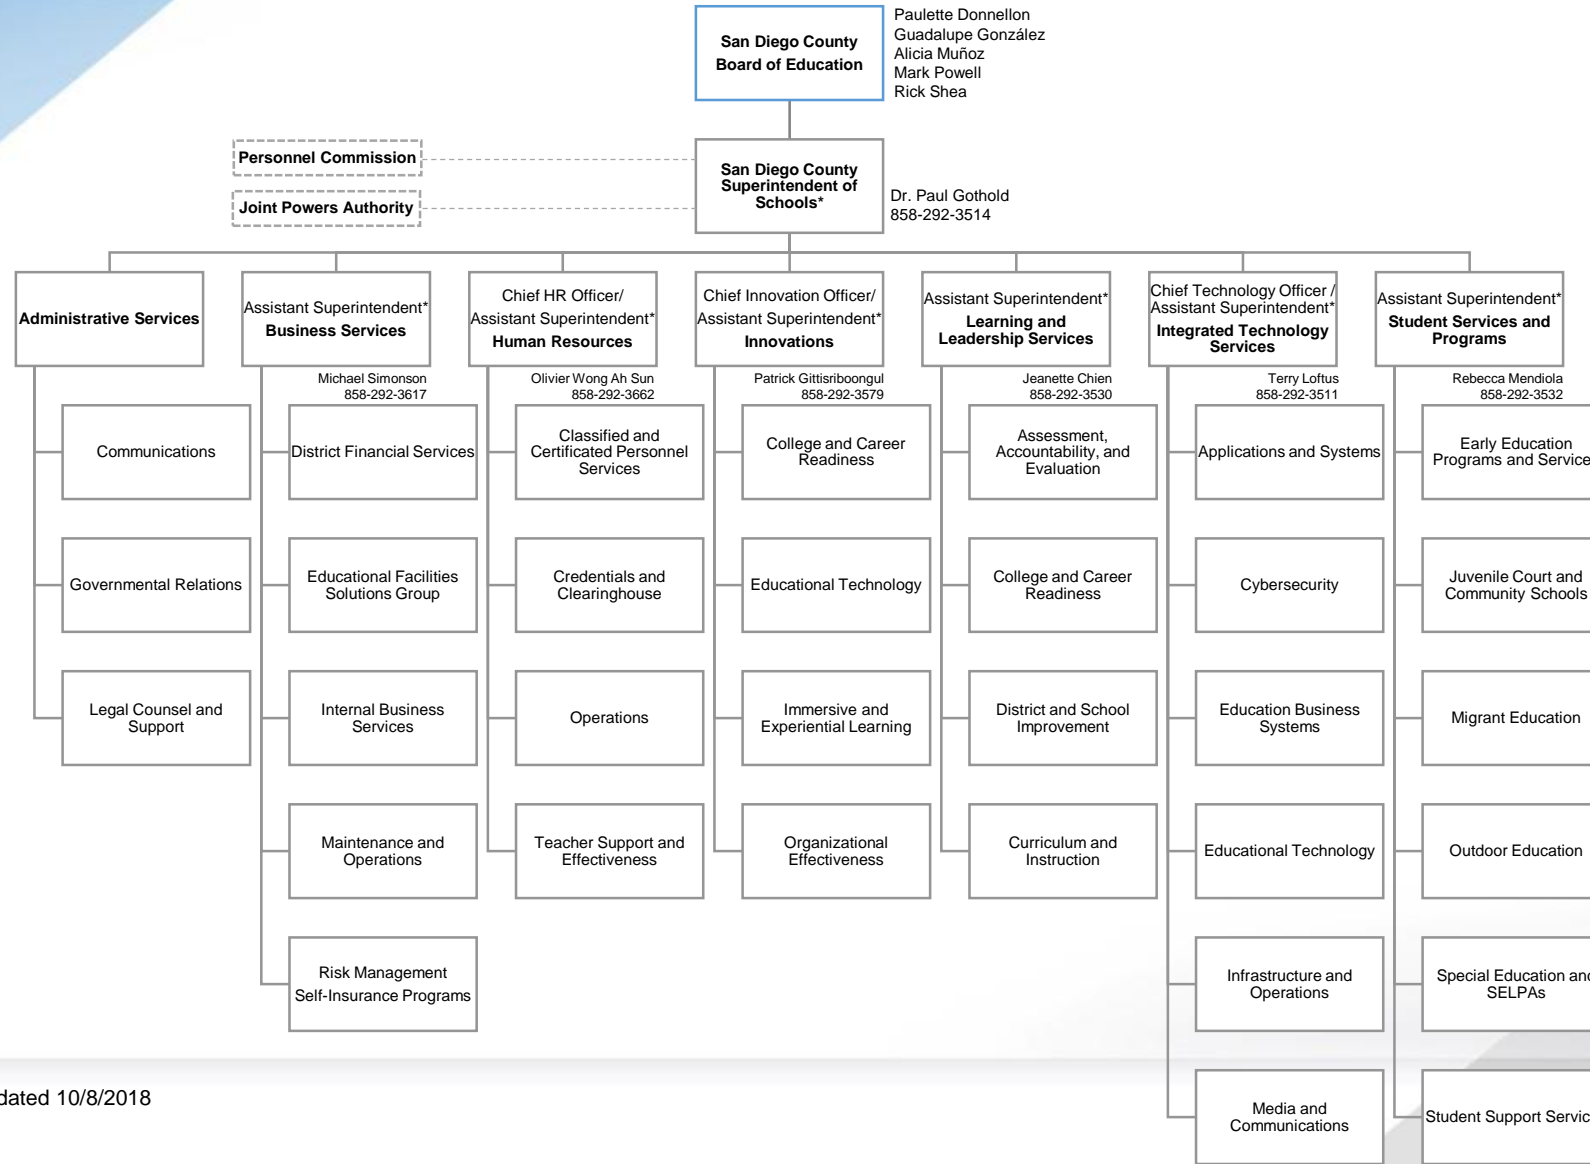 San Diego County
Board of Education
Paulette Donnellon
Guadalupe González
Alicia Muñoz
Mark Powell
Rick Shea
Personnel Commission
Joint Powers Authority
San Diego County
Superintendent of
Schools*
Dr. Paul Gothold
858-292-3514
Administrative Services
Communications
Governmental Relations
Legal Counsel and
Support
Assistant Superintendent*
Business Services
Michael Simonson
858-292-3617
District Financial Services
Educational Facilities
Solutions Group
Internal Business
Services
Maintenance and
Operations
Risk Management
Self-Insurance Programs
Chief HR Officer/
Assistant Superintendent*
Human Resources
Olivier Wong Ah Sun
858-292-3662
Classified and
Certificated Personnel
Services
Credentials and
Clearinghouse
Operations
Teacher Support and
Effectiveness
Chief Innovation Officer/
Assistant Superintendent*
Innovations
Patrick Gittisriboongul
858-292-3579
College and Career
Readiness
Educational Technology
Immersive and
Experiential Learning
Organizational
Effectiveness
Assistant Superintendent*
Learning and
Leadership Services
Jeanette Chien
858-292-3530
Assessment,
Accountability, and
Evaluation
College and Career
Readiness
District and School
Improvement
Curriculum and
Instruction
Chief Technology Officer /
Assistant Superintendent*
Integrated Technology
Services
Terry Loftus
858-292-3511
Applications and Systems
Cybersecurity
Education Business
Systems
Educational Technology
Infrastructure and
Operations
Media and
Communications
Assistant Superintendent*
Student Services and
Programs
Rebecca Mendiola
858-292-3532
Early Education
Programs and Service
Juvenile Court and
Community Schools
Migrant Education
Outdoor Education
Special Education and
SELPAs
Student Support Servic
dated 10/8/2018